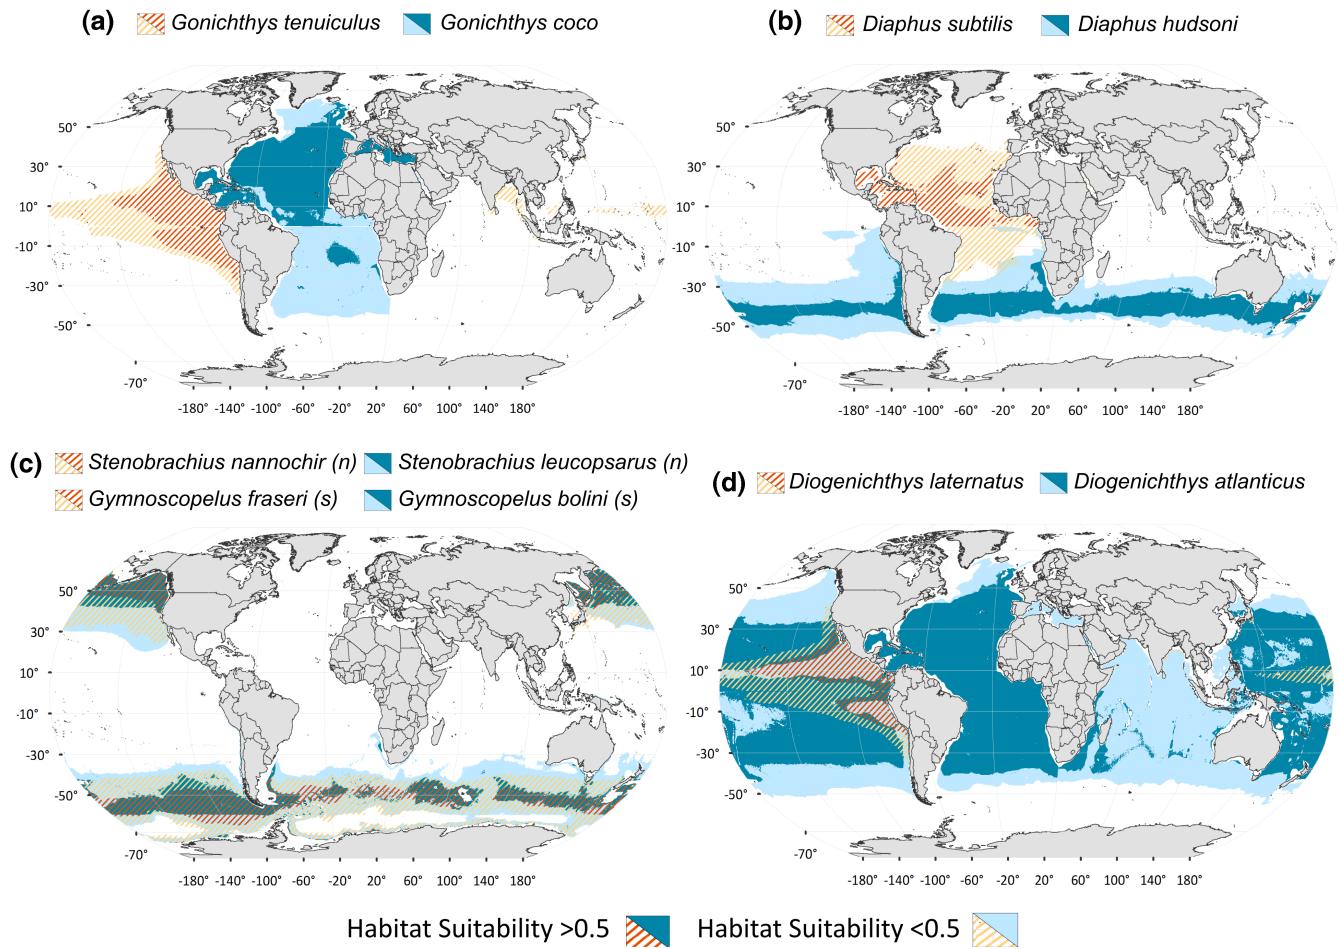 (a) Gonichthys tenuiculus Gonichthys coco
50°
30°
10°
-10°
-30°
-50°
-70°
-180° -140° -100° -60° 20° 60° 100° 140° 180°
(b) Diaphus subtilis Diaphus hudsoni
50°
30°
10°
-10°
-30°
-50°
-70°
-180° -140° -100° -60° 20° 60° 100° 140° 180°
(c) Stenobrachius nannochir (n) Stenobrachius leucopsarus (n)
Gymnoscopelus fraseri (s) Gymnoscopelus bolini (s)
50°
30°
10°
-10°
-30°
-50°
-70°
-180° -140° -100° -60° 20° 60° 100° 140° 180°
(d) Diogenichthys laternatus Diogenichthys atlanticus
50°
30°
10°
-10°
-30°
-50°
-70°
-180° -140° -100° -60° 20° 60° 100° 140° 180°
Habitat Suitability >0.5 Habitat Suitability <0.5